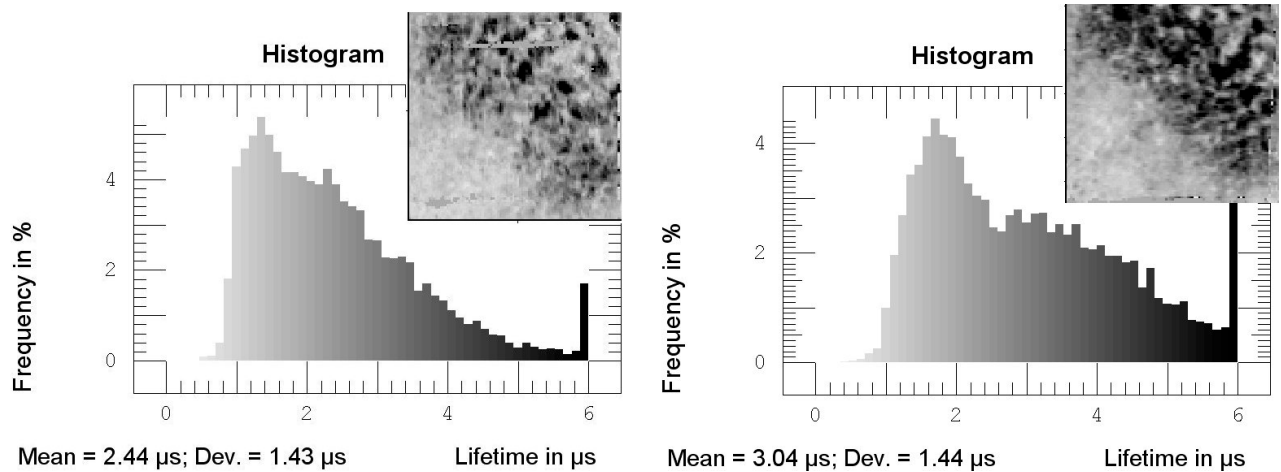 Histogram
Frequency in %
4
2
0
0 2 4 6
Mean = 2.44 µs; Dev. = 1.43 µs Lifetime in µs
Histogram
Frequency in %
4
2
0
0 2 4 6
Mean = 3.04 µs; Dev. = 1.44 µs Lifetime in µs